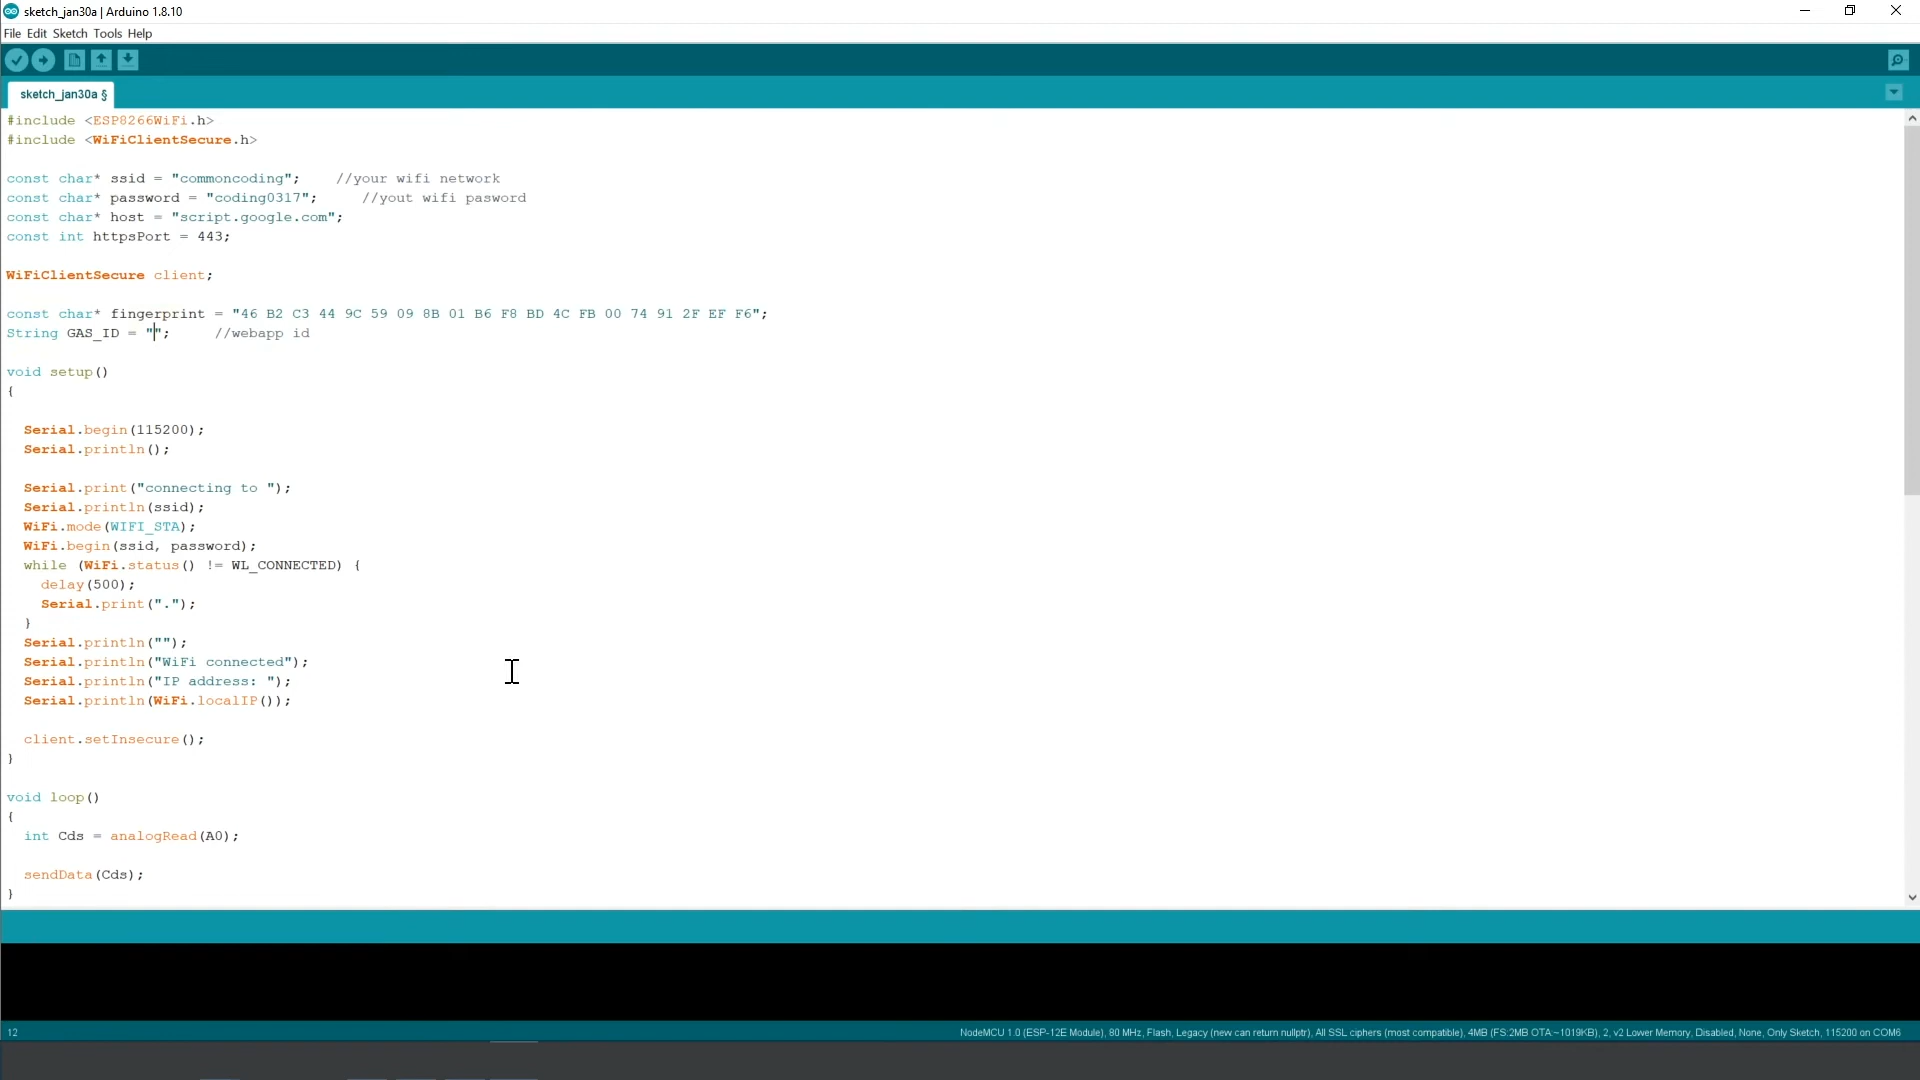 sketch_jan30a | Arduino 1.8.10
File Edit Sketch Tools Help
sketch_jan30a §
#include <ESP8266WiFi.h>
#include <WiFiClientSecure.h>
const char* ssid = "commoncoding"; //your wifi network
const char* password = "coding0317"; //yout wifi pasword
const char* host = "script.google.com";
const int httpsPort = 443;
WiFiClientSecure client;
const char* fingerprint = "46 B2 C3 44 9C 59 09 8B 01 B6 F8 BD 4C FB 00 74 91 2F EF F6";
String GAS_ID = ""; //webapp id
void setup()
{
Serial.begin(115200);
Serial.println();
Serial.print("connecting to ");
Serial.println(ssid);
WiFi.mode(WIFI_STA);
WiFi.begin(ssid, password);
while (WiFi.status() != WL_CONNECTED) {
delay(500);
Serial.print(".");
}
Serial.println("");
Serial.println("WiFi connected");
Serial.println("IP address: ");
Serial.println(WiFi.localIP());
client.setInsecure();
}
void loop()
{
int Cds = analogRead(A0);
sendData(Cds);
}
12 NodeMCU 1.0 (ESP-12E Module), 80 MHz, Flash, Legacy (new can return nullptr), All SSL ciphers (most compatible), 4MB (FS:2MB OTA:~1019KB), 2, v2 Lower Memory, Disabled, None, Only Sketch, 115200 on COM6